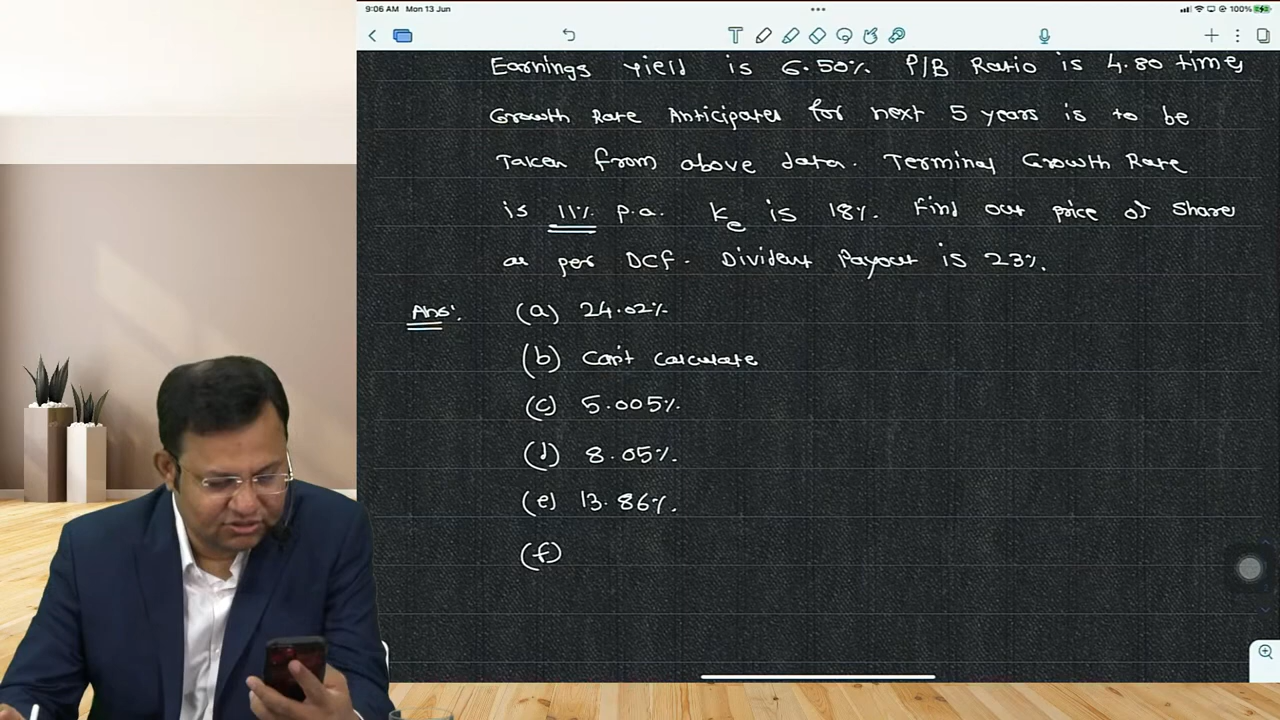 9:06 AM Mon 13 Jun
100%
Earnings Yield is 6.50%. P/B Ratio is 4.80 times
Growth Rate Anticipates for next 5 years is to be
Taken from above data. Terminal Growth Rate
is 11% p.a. Ke is 18%. Find out price of Share
as per DCF. Divident Payout is 23%.
Ans:
(a) 24.02%
(b) Can't calculate
(c) 5.005%.
(d) 8.05%.
(e) 13.86%.
(f)